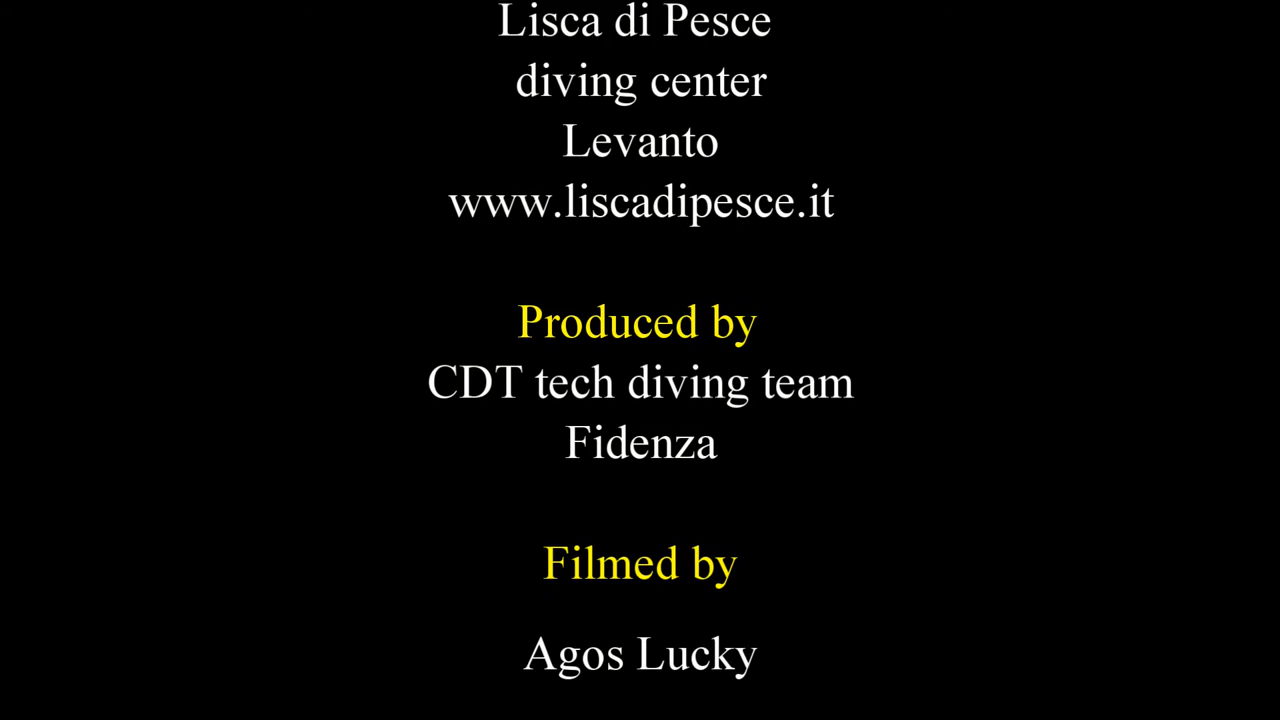 Lisca di Pesce
diving center
Levanto
www.liscadipesce.it
Produced by
CDT tech diving team
Fidenza
Filmed by
Agos Lucky